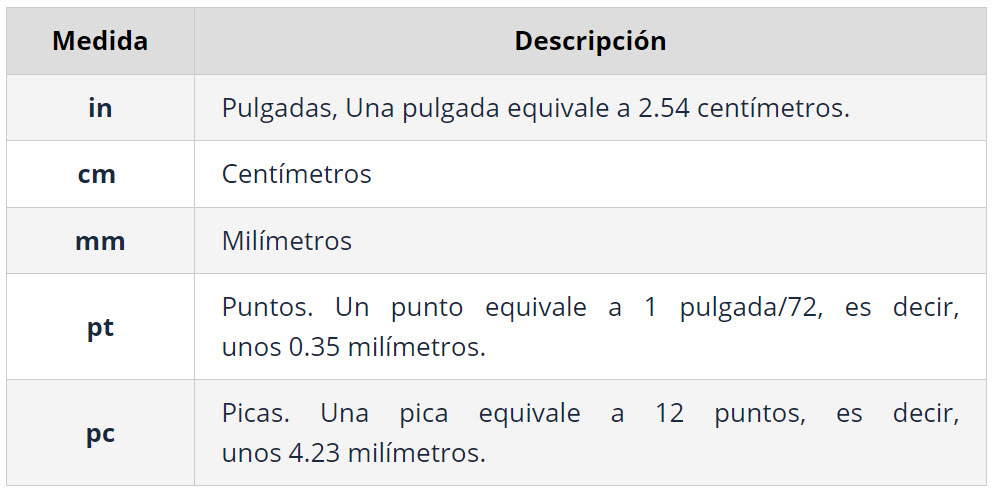 Medida Descripción
in Pulgadas, Una pulgada equivale a 2.54 centímetros.
cm Centímetros
mm Milímetros
pt Puntos. Un punto equivale a 1 pulgada/72, es decir,
unos 0.35 milímetros.
pc Picas. Una pica equivale a 12 puntos, es decir,
unos 4.23 milímetros.